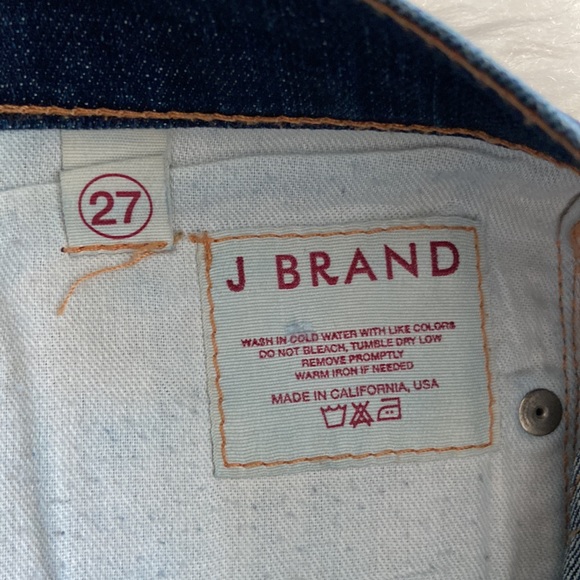 27
J BRAND
WASH IN COLD WATER WITH LIKE COLORS
DO NOT BLEACH, TUMBLE DRY LOW
REMOVE PROMPTLY
WARM IRON IF NEEDED
MADE IN CALIFORNIA, USA